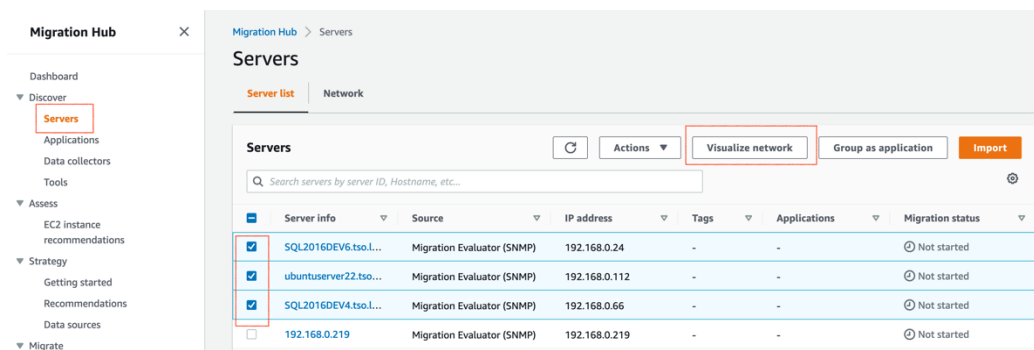 Migration Hub
Dashboard
Discover
Servers
Applications
Data collectors
Tools
Assess
EC2 instance
recommendations
Strategy
Getting started
Recommendations
Data sources
Migrate
Migration Hub > Servers
Servers
Server list Network
Servers Actions Visualize network Group as application Import
Search servers by server ID, Hostname, etc...
Server info Source IP address Tags Applications Migration status
SQL2016DEV6.tso.l... Migration Evaluator (SNMP) 192.168.0.24 - - Not started
ubuntuserver22.tso... Migration Evaluator (SNMP) 192.168.0.112 - - Not started
SQL2016DEV4.tso.l... Migration Evaluator (SNMP) 192.168.0.66 - - Not started
192.168.0.219 Migration Evaluator (SNMP) 192.168.0.219 - - Not started